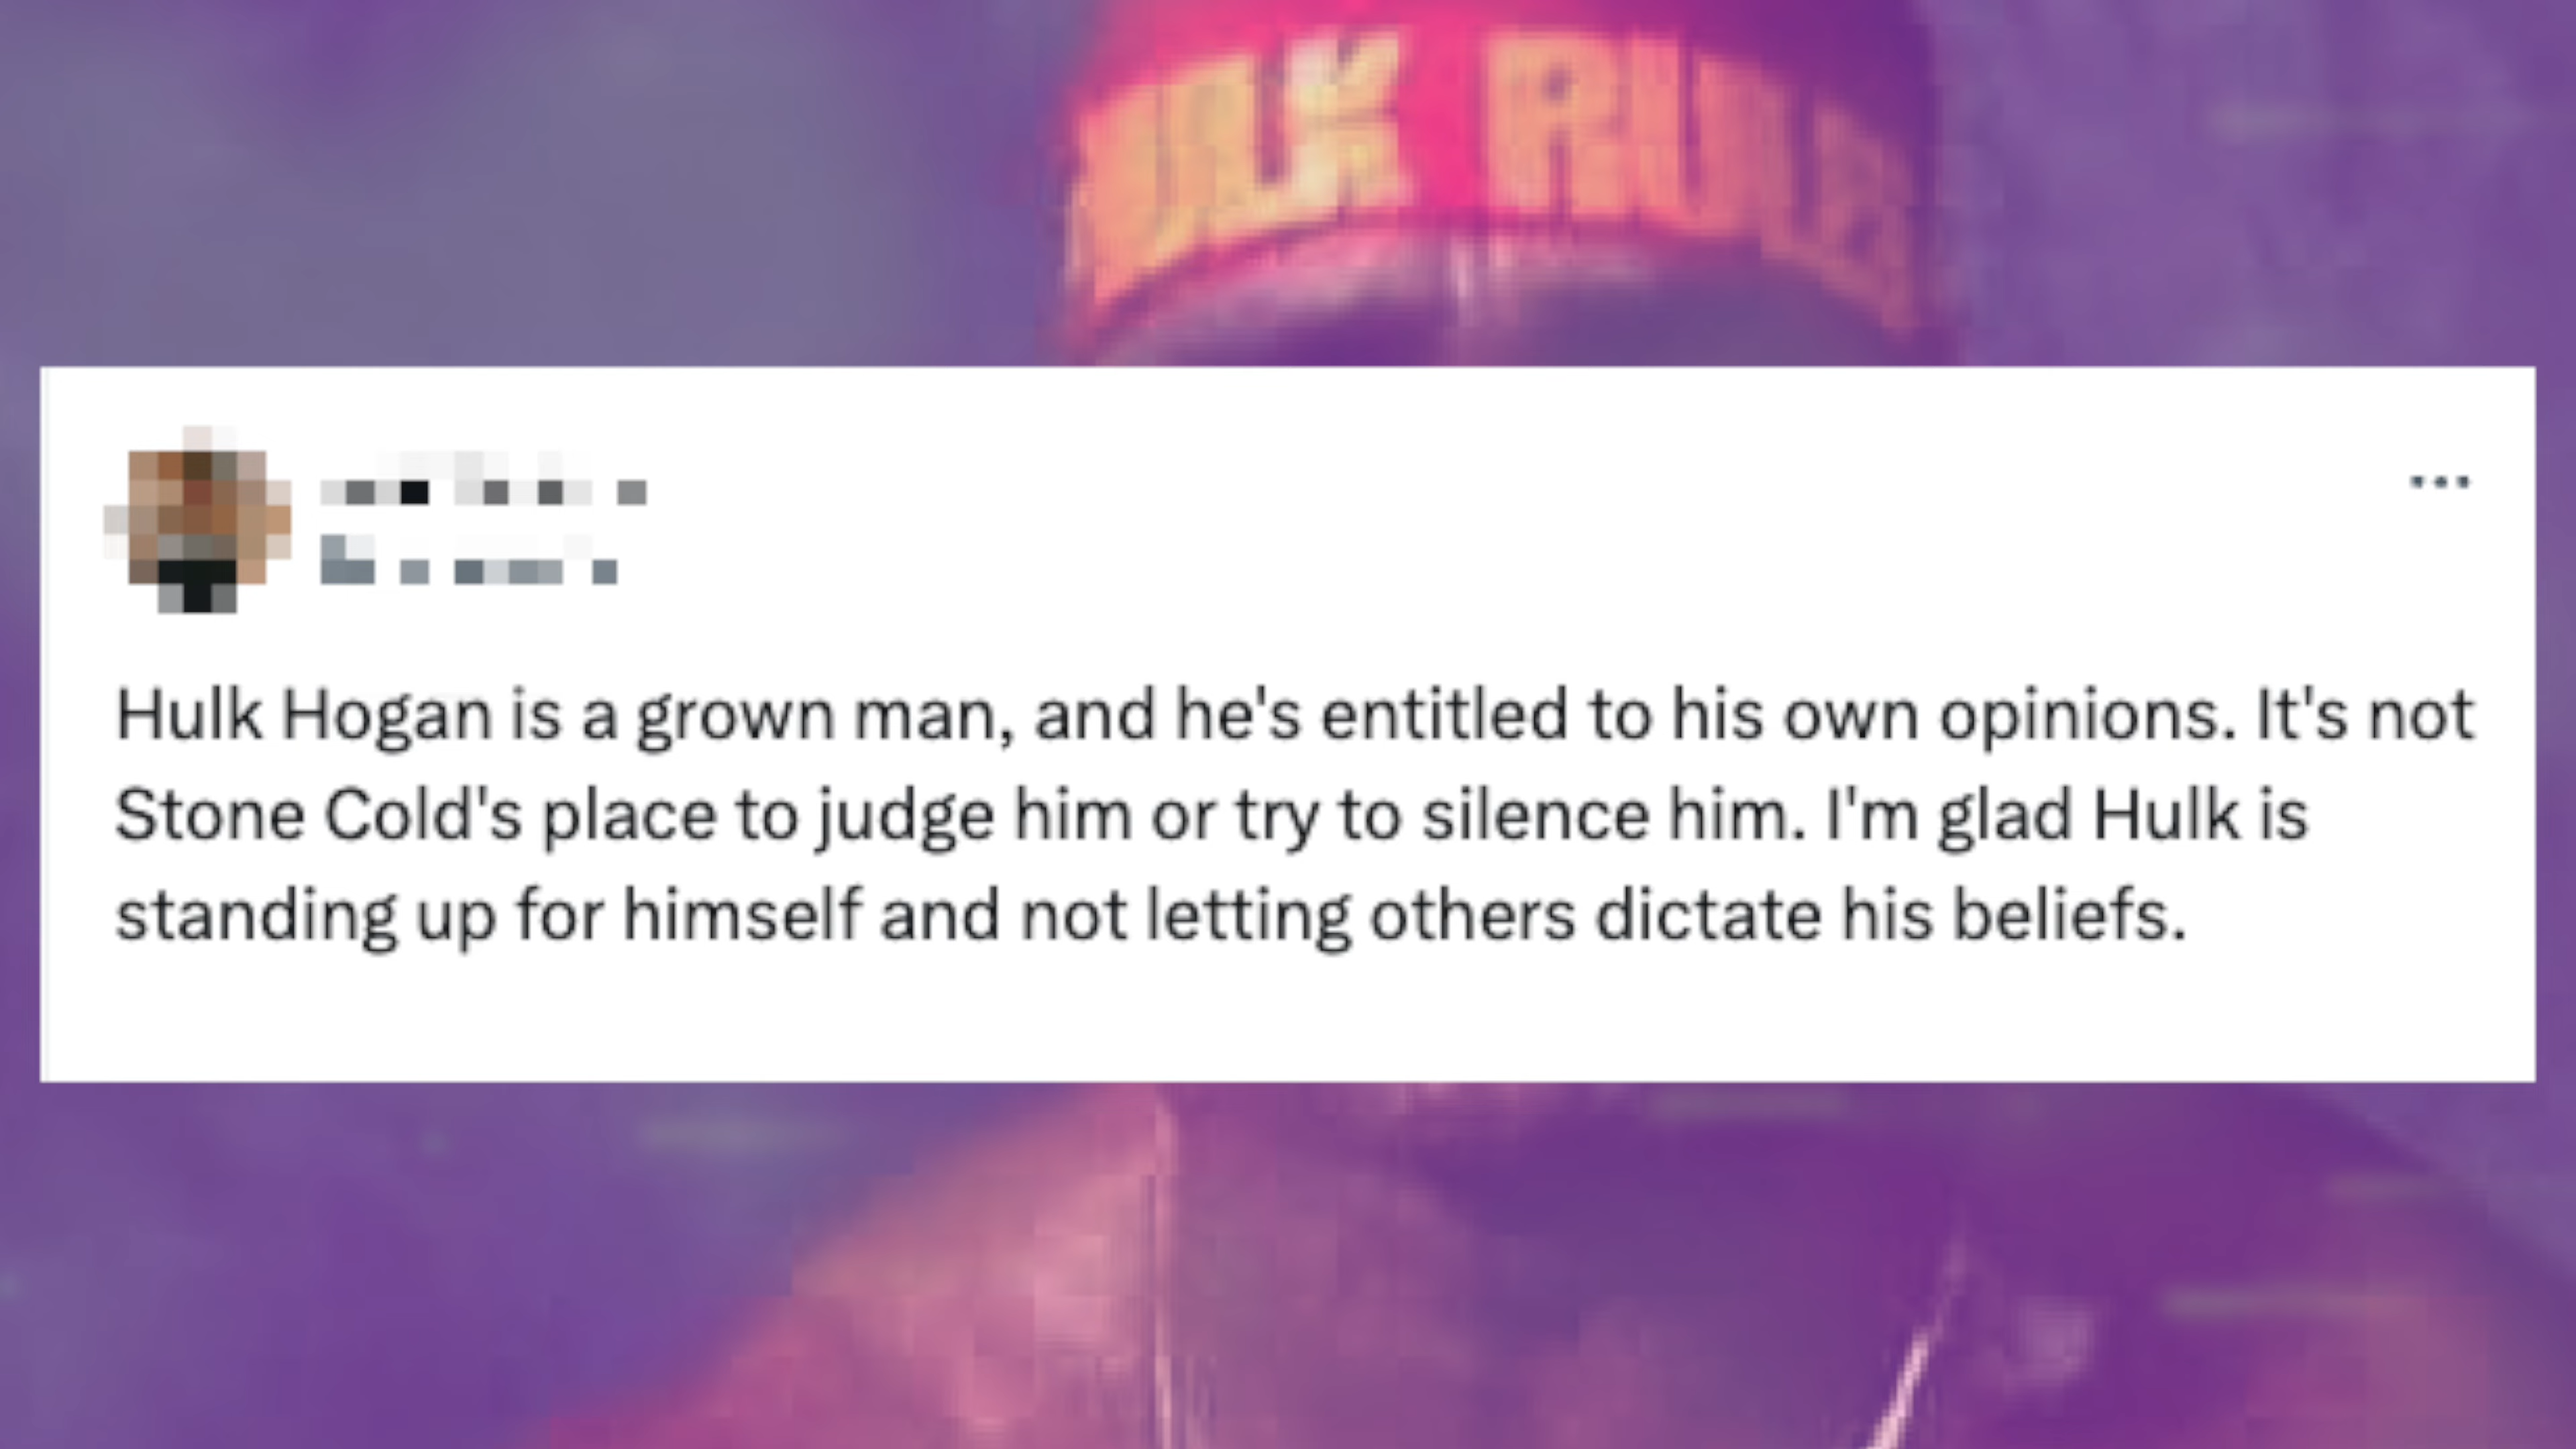 ULK RULE
Hulk Hogan is a grown man, and he's entitled to his own opinions. It's not
Stone Cold's place to judge him or try to silence him. I'm glad Hulk is
standing up for himself and not letting others dictate his beliefs.